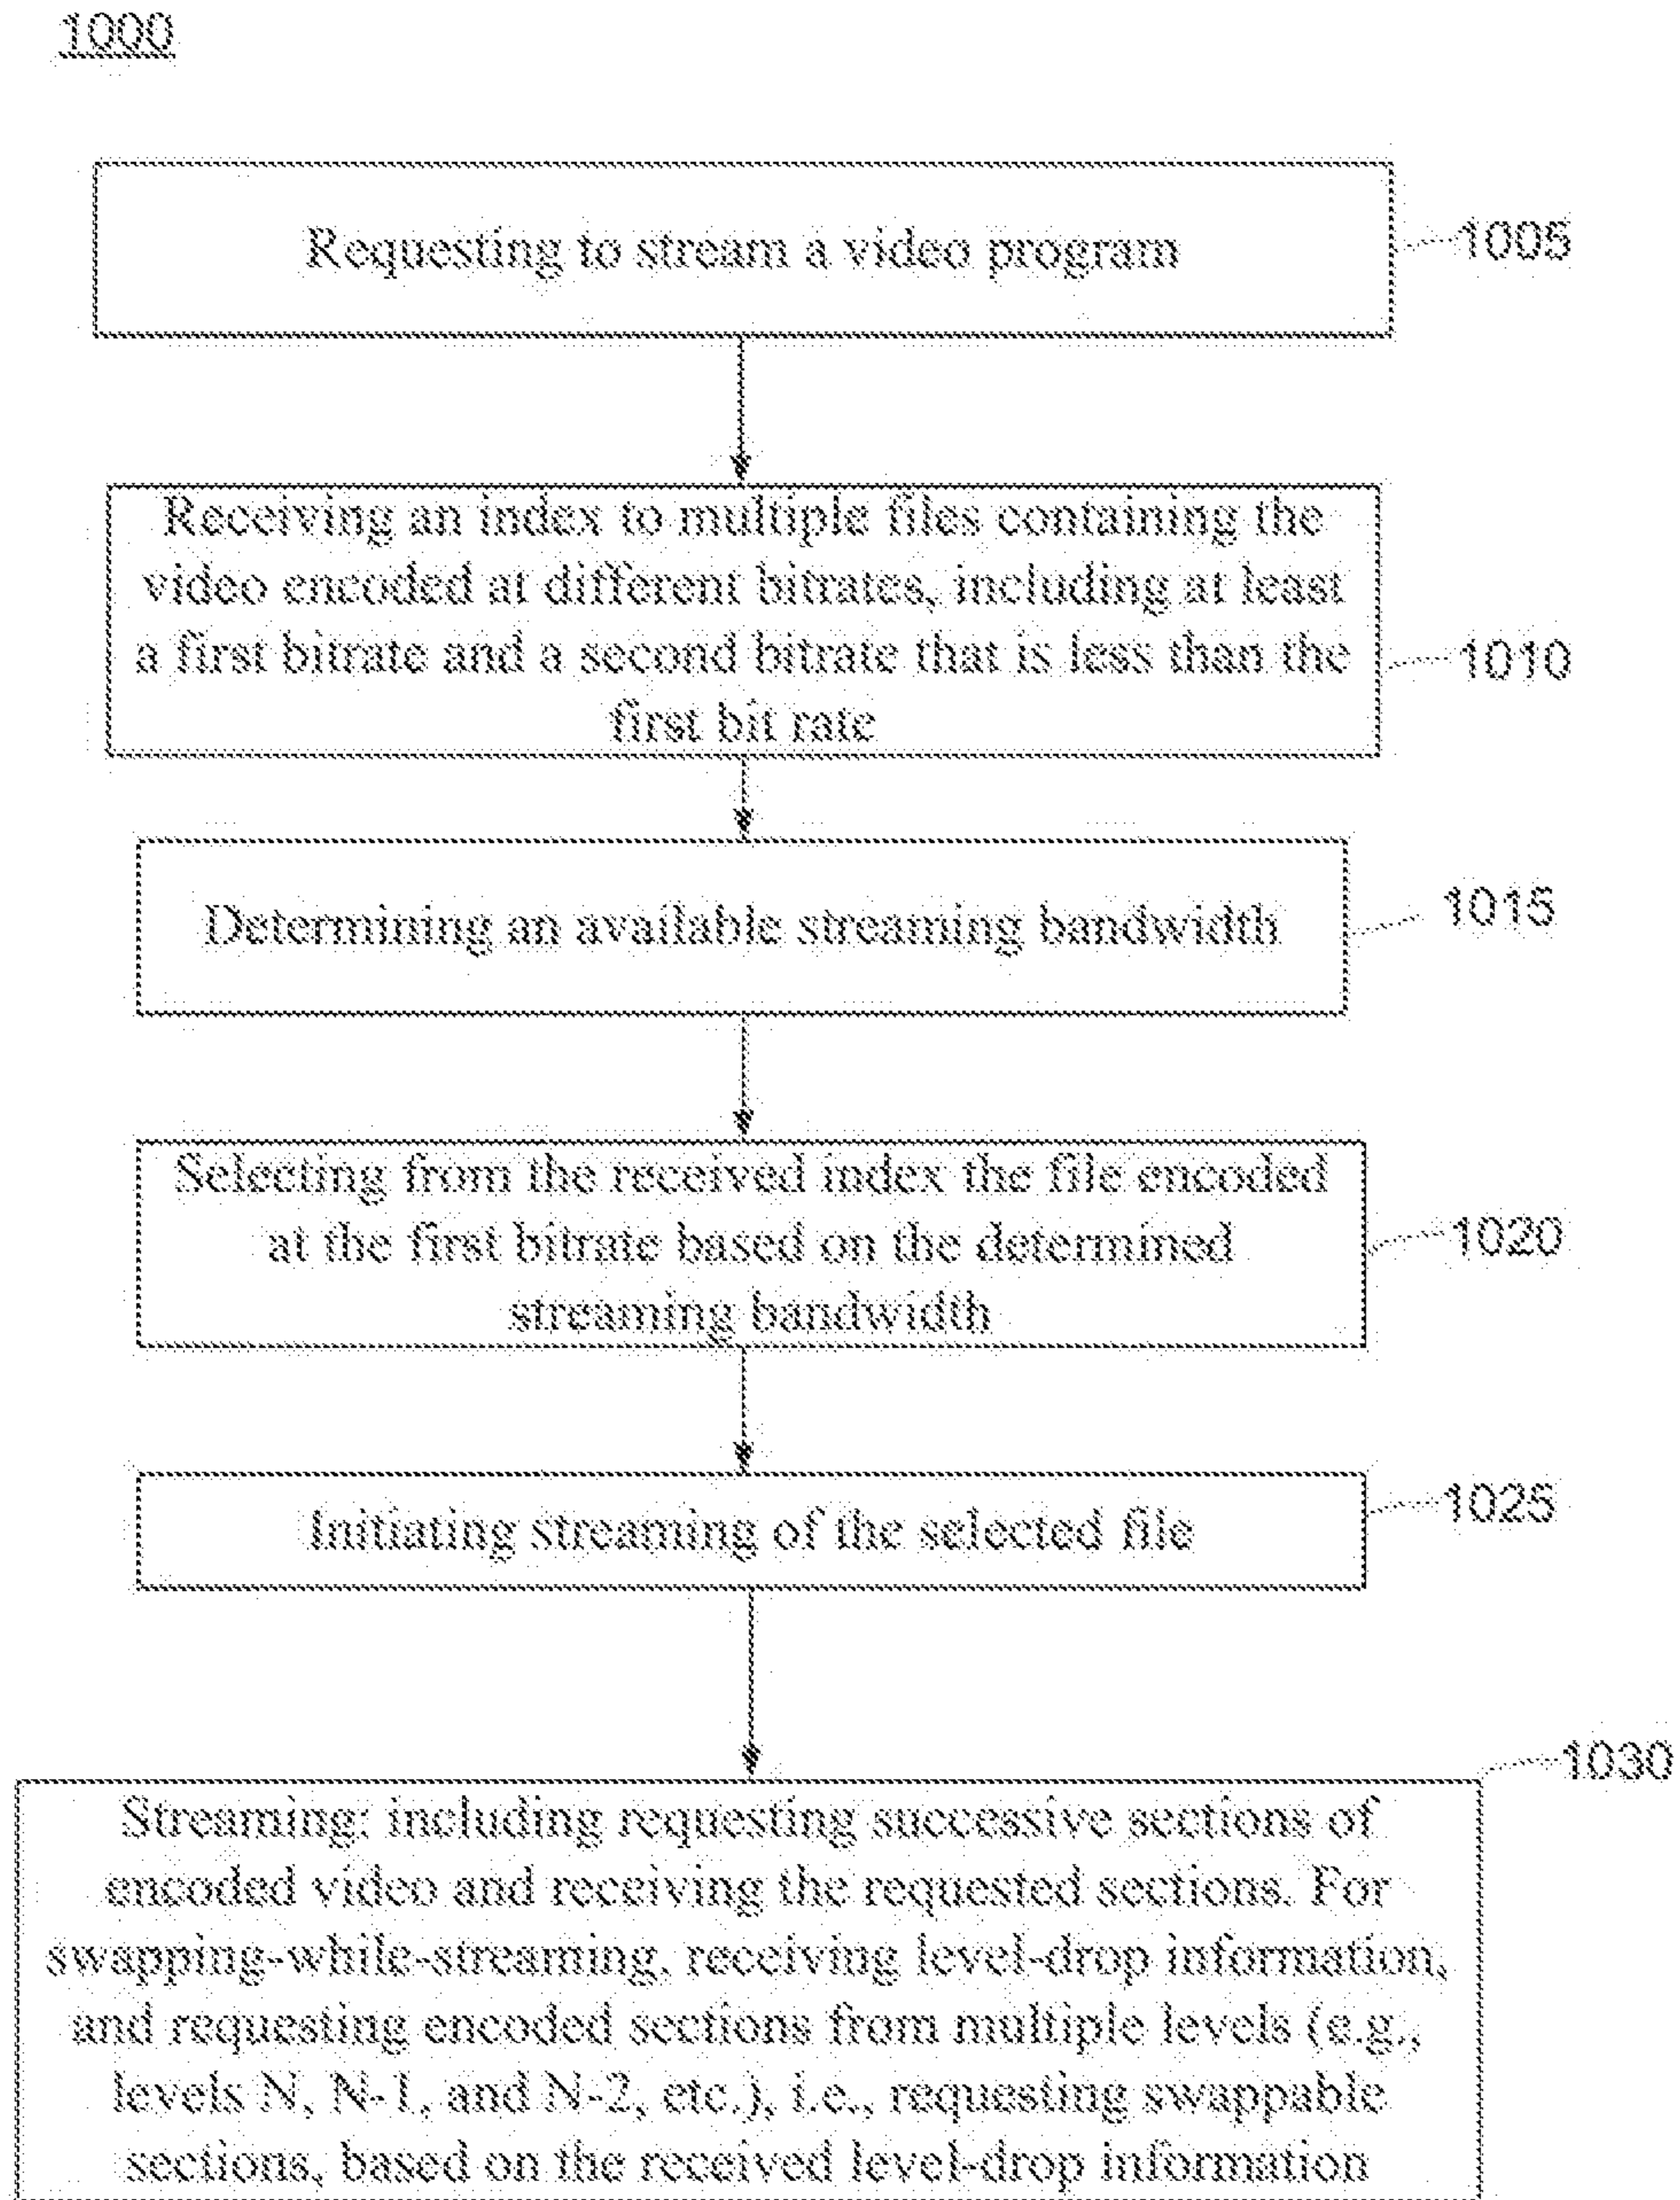 1000
Requesting to stream a video program
1005
Receiving an index to multiple files containing the
video encoded at different bitrates, including at least
a first bitrate and a second bitrate that is less than the
first bit rate
1010
Determining an available streaming bandwidth
1015
Selecting from the received index the file encoded
at the first bitrate based on the determined
streaming bandwidth
1020
Initiating streaming of the selected file
1025
1030
Streaming: including requesting successive sections of
encoded video and receiving the requested sections. For
swapping-while-streaming, receiving level-drop information,
and requesting encoded sections from multiple levels (e.g.,
levels N, N-1, and N-2, etc.), i.e., requesting swappable
sections, based on the received level-drop information